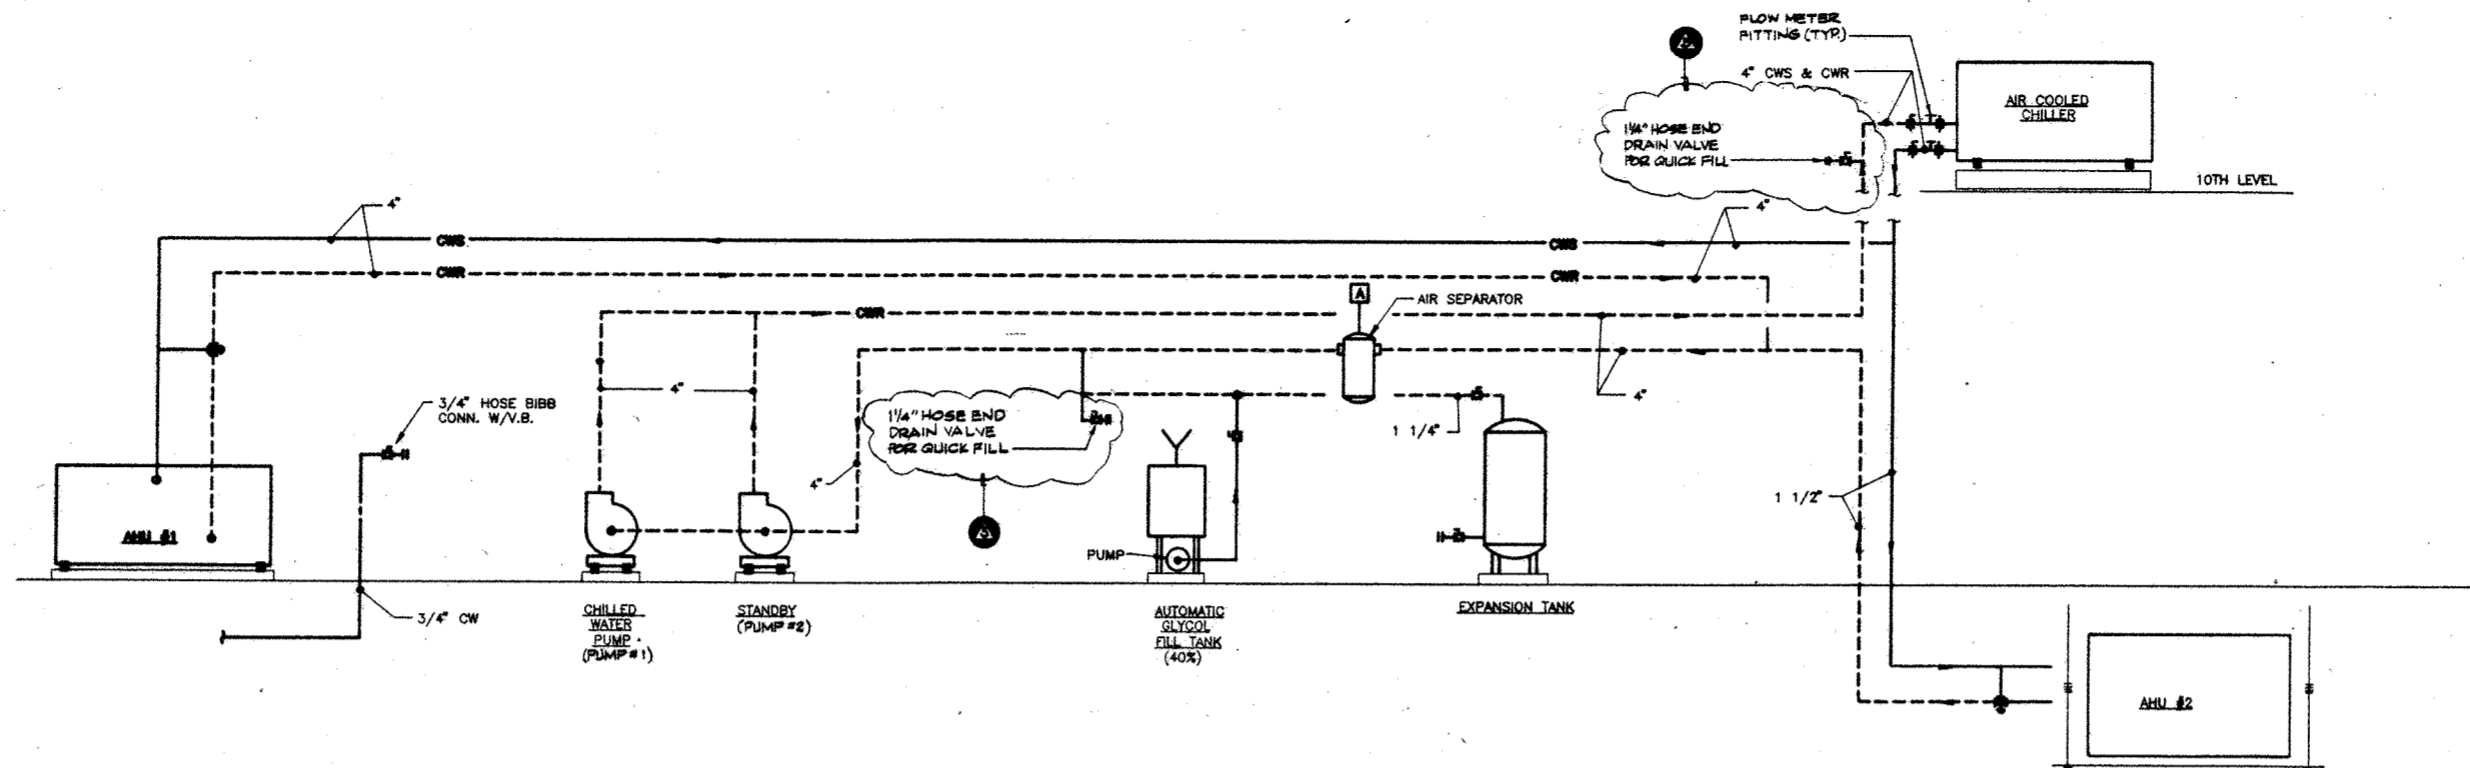 FLOW METER
FITTING (TYP.)
4" CWS & CWR
AIR COOLED
CHILLER
1¼" HOSE END
DRAIN VALVE
FOR QUICK FILL
10TH LEVEL
4"
4"
CWS
CWS
CWR
CWR
A
AIR SEPARATOR
CWR
4"
4"
3/4" HOSE BIBB
CONN. W/V.B.
1¼" HOSE END
DRAIN VALVE
FOR QUICK FILL
1 1/4"
4"
1 1/2"
AHU #1
PUMP
3/4" CW
CHILLED
WATER
PUMP
(PUMP #1)
STANDBY
(PUMP #2)
AUTOMATIC
GLYCOL
FILL TANK
(40%)
EXPANSION TANK
AHU #2